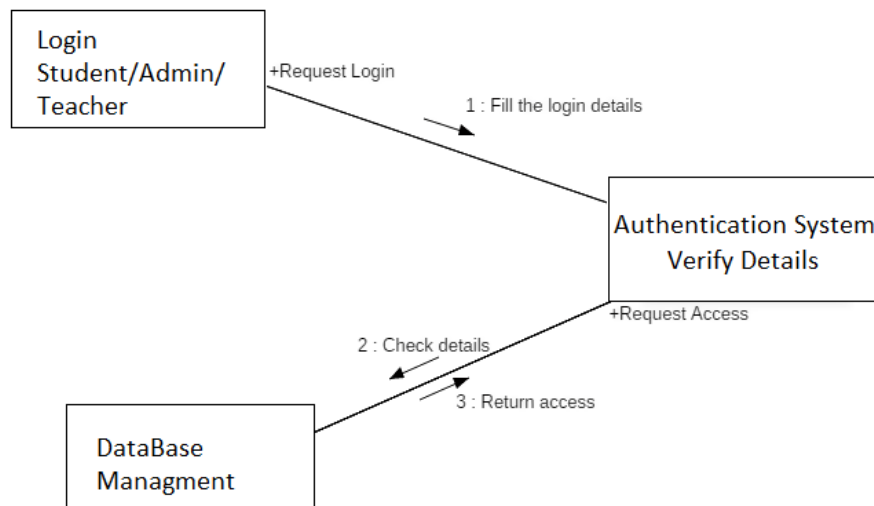 Login
Student/Admin/
Teacher
+Request Login
1 : Fill the login details
Authentication System
Verify Details
+Request Access
2 : Check details
3 : Return access
DataBase
Managment